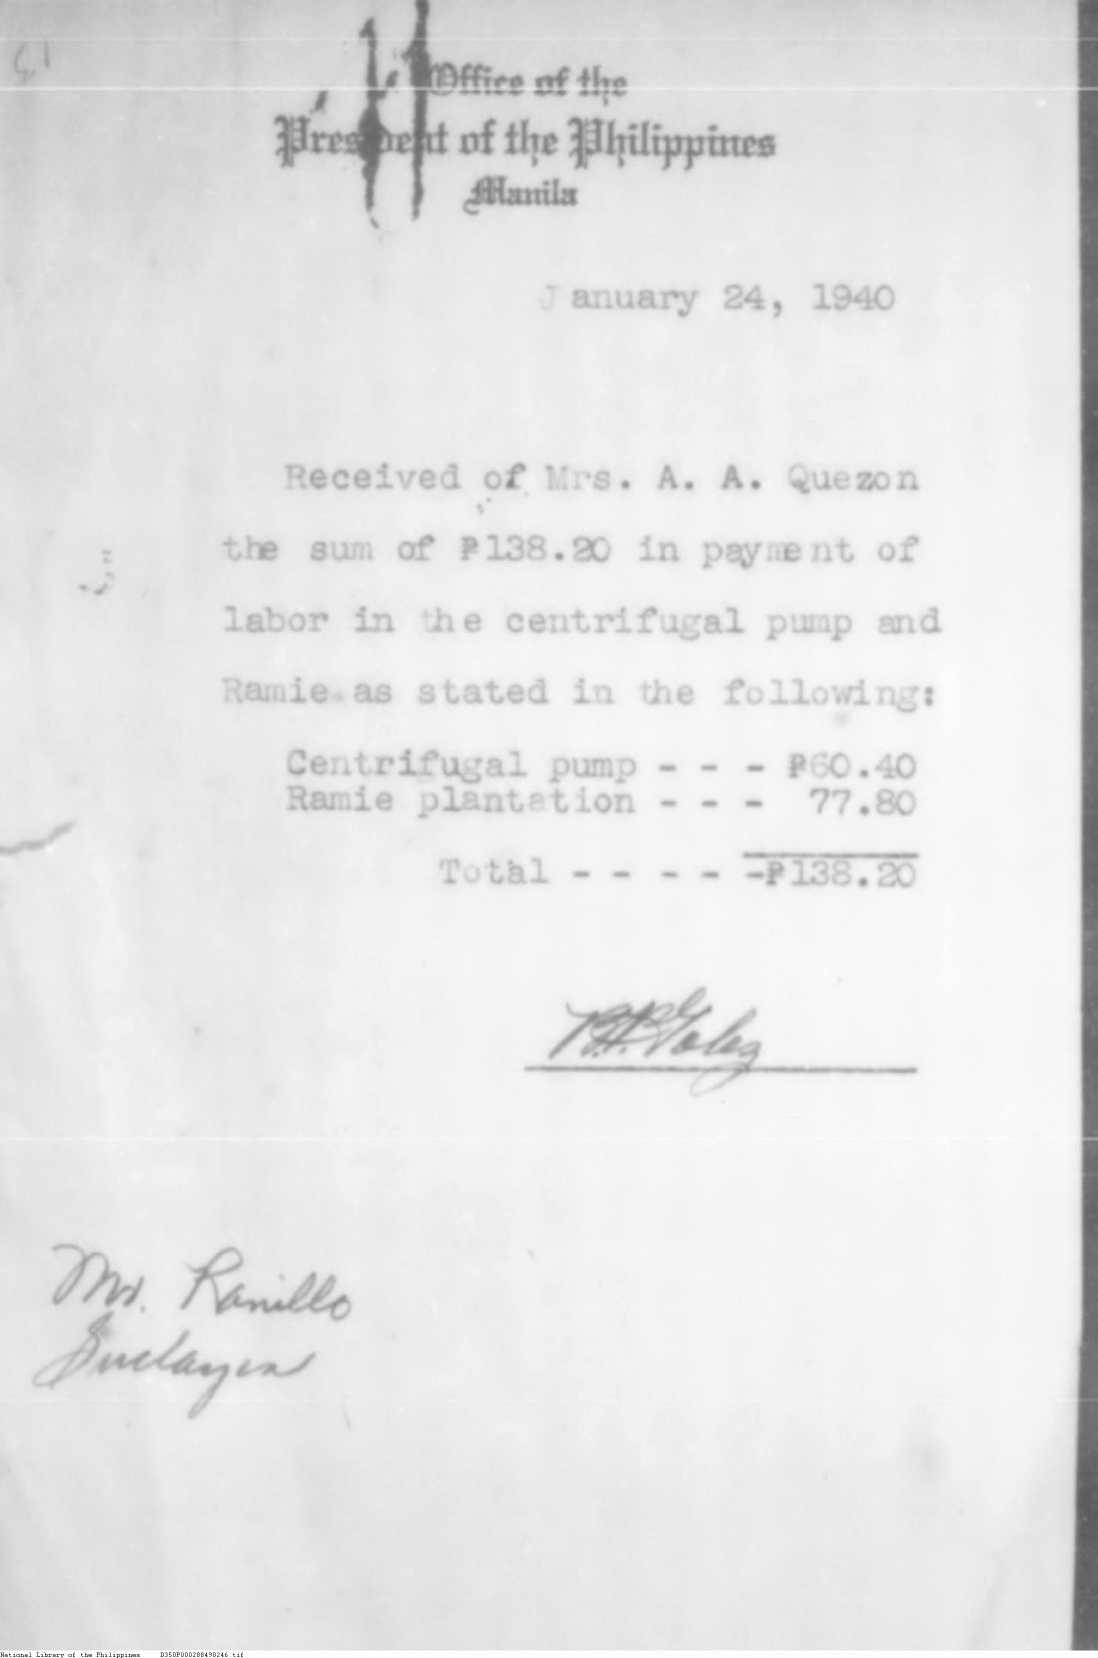 Office of the
President of the Philippines
Manila
January 24, 1940
Received of Mrs. A. A. Quezon
the sum of ₱138.20 in payment of
labor in the centrifugal pump and
Ramie as stated in the following:
Centrifugal pump - - - ₱60.40
Ramie plantation - - - 77.80
Total - - - - -₱138.20
Mr. Ranillo
National Library of the Philippines D350P000288498246.tif